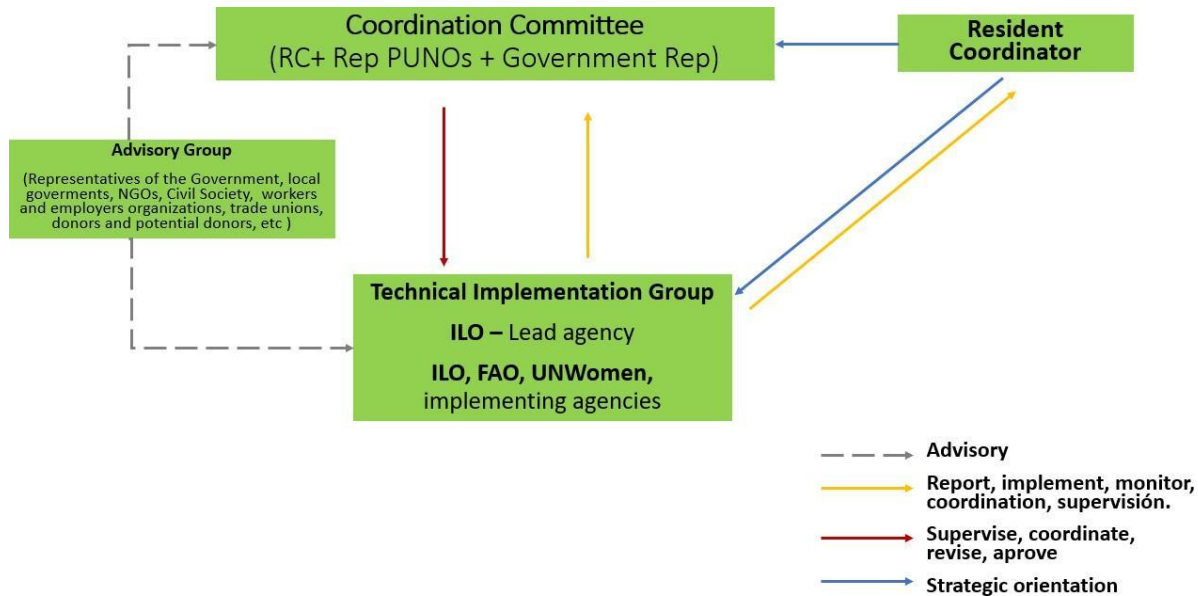 Coordination Committee
(RC+ Rep PUNOs + Government Rep)
Resident
Coordinator
Advisory Group
(Representatives of the Government, local
goverments, NGOs, Civil Society, workers
and employers organizations, trade unions,
donors and potential donors, etc )
Technical Implementation Group
ILO – Lead agency
ILO, FAO, UNWomen,
implementing agencies
Advisory
Report, implement, monitor,
coordination, supervisión.
Supervise, coordinate,
revise, aprove
Strategic orientation